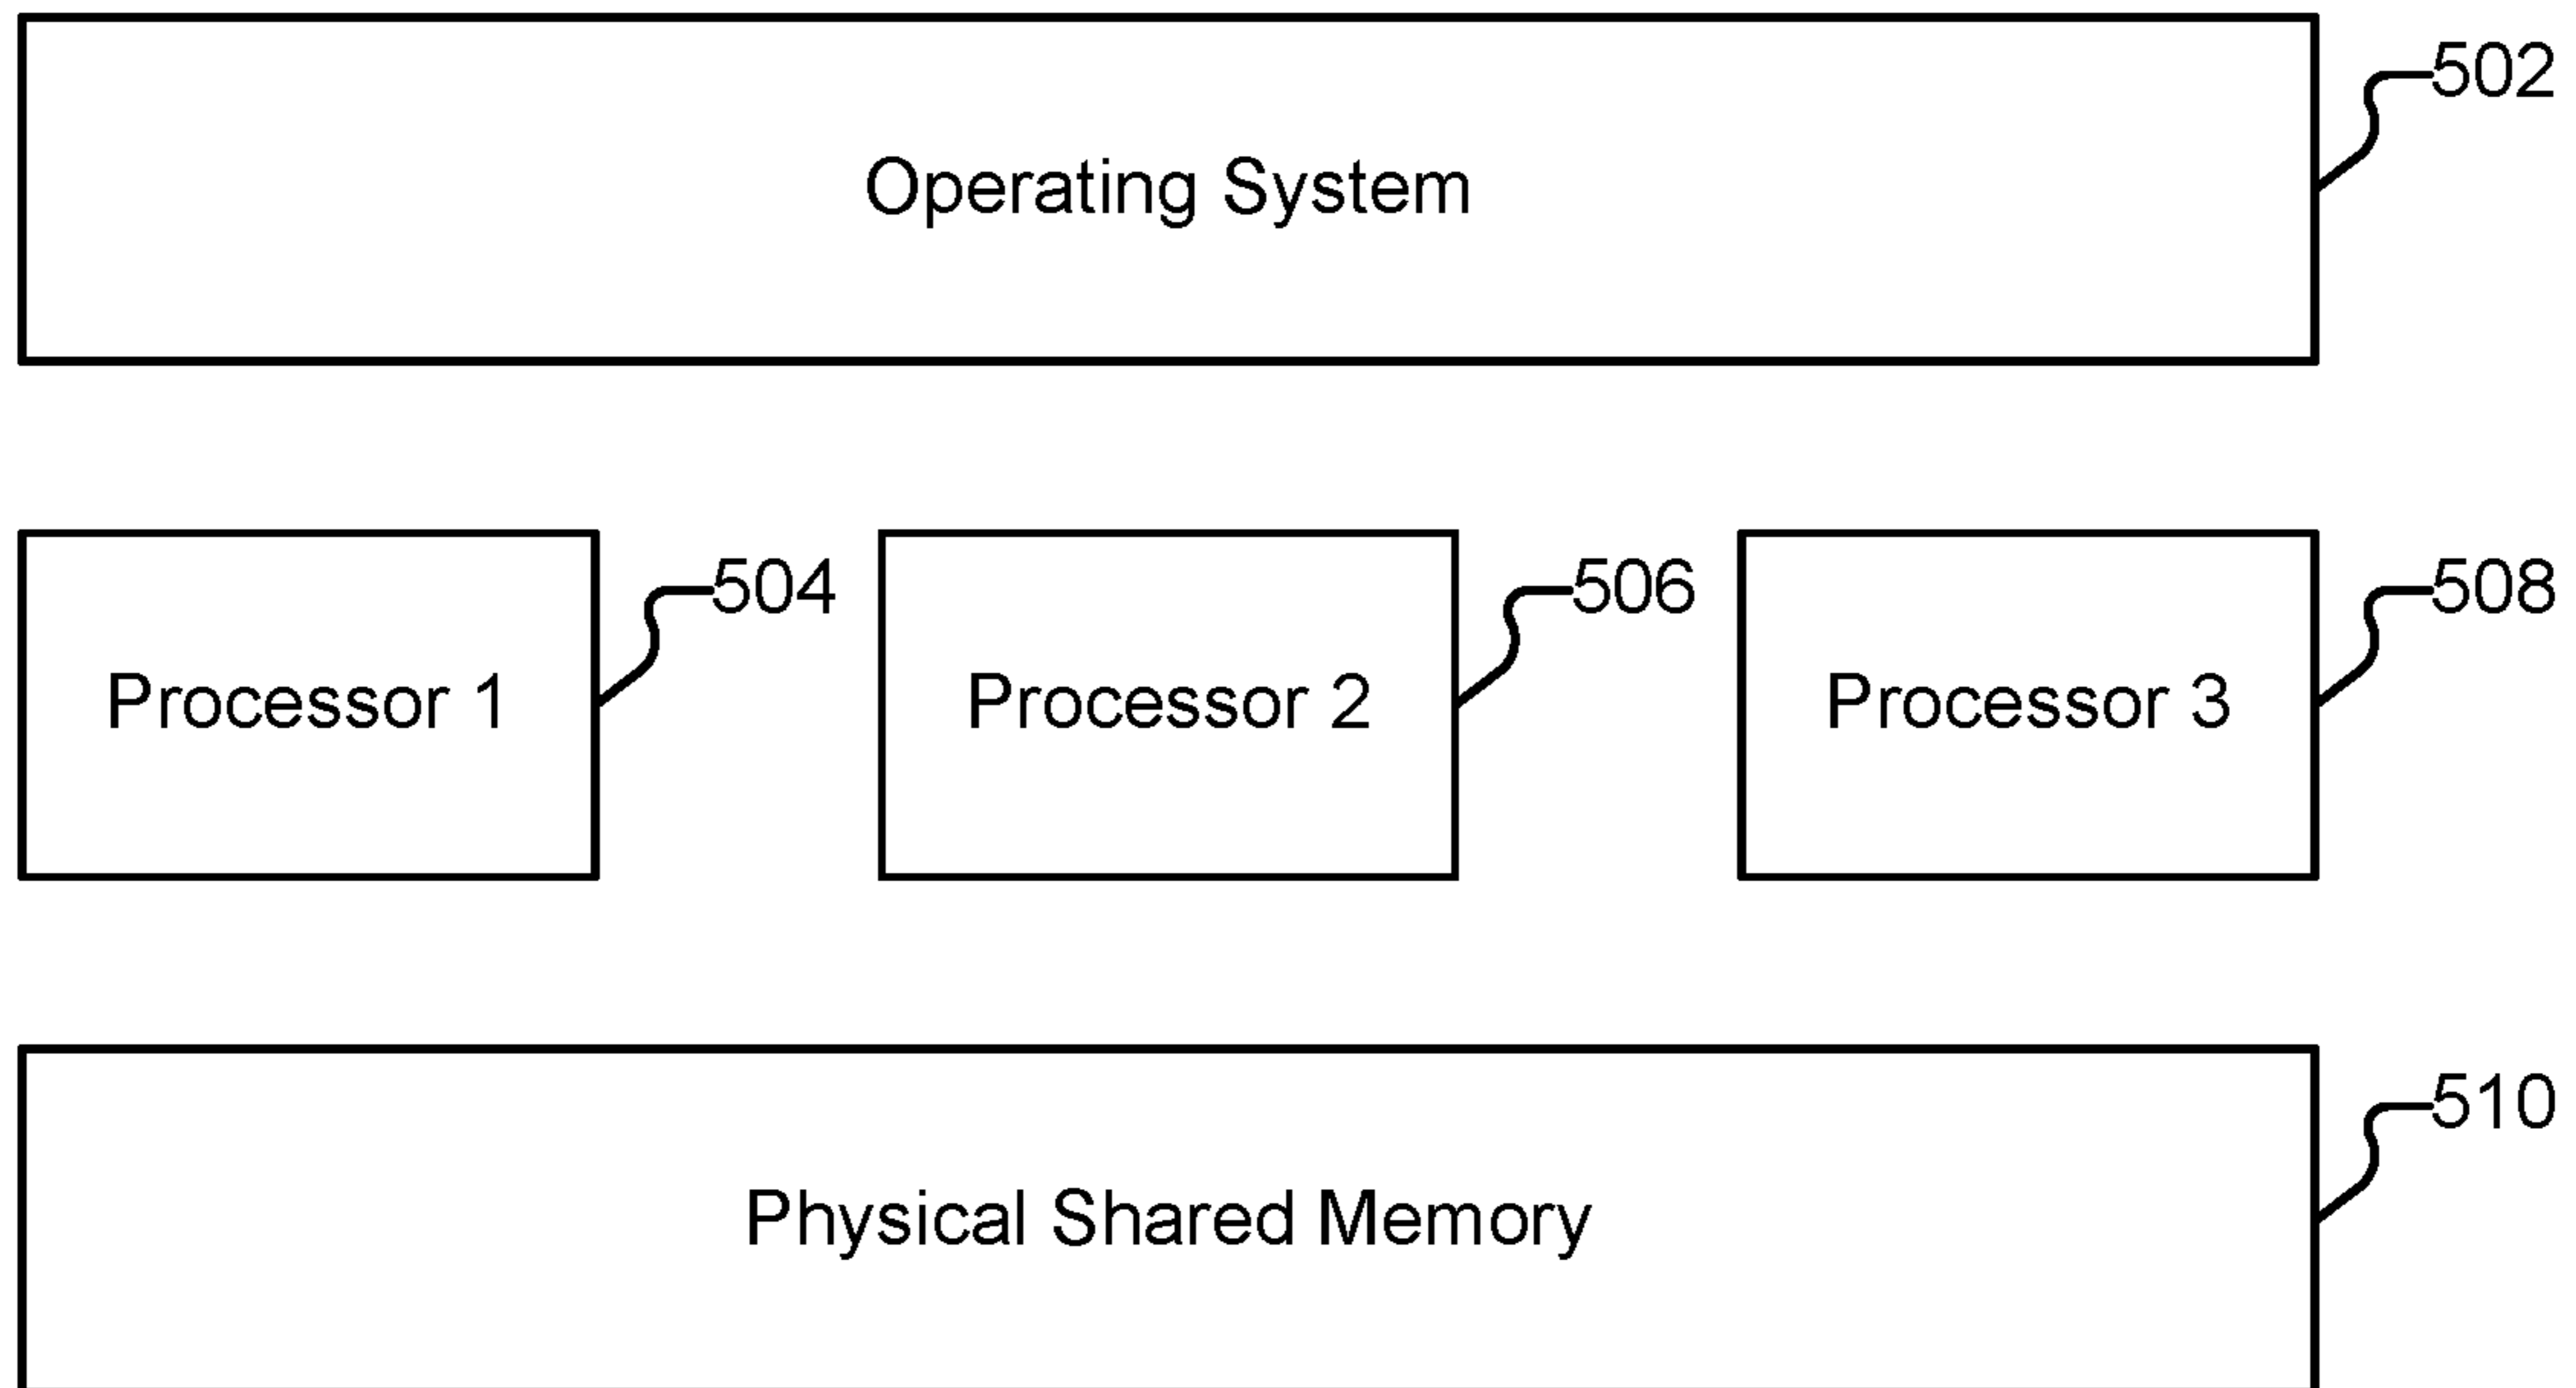 502
Operating System
504
506
508
Processor 1
Processor 2
Processor 3
510
Physical Shared Memory